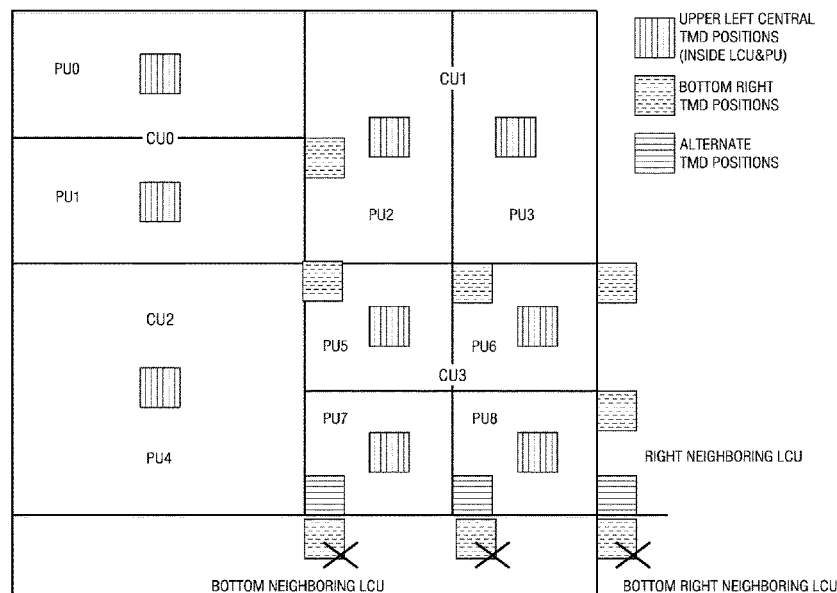 PU0
CU0
PU1
CU1
PU2
PU3
UPPER LEFT CENTRAL
TMD POSITIONS
(INSIDE LCU&PU)
BOTTOM RIGHT
TMD POSITIONS
ALTERNATE
TMD POSITIONS
CU2
PU4
PU5
PU6
CU3
PU7
PU8
RIGHT NEIGHBORING LCU
BOTTOM NEIGHBORING LCU
BOTTOM RIGHT NEIGHBORING LCU